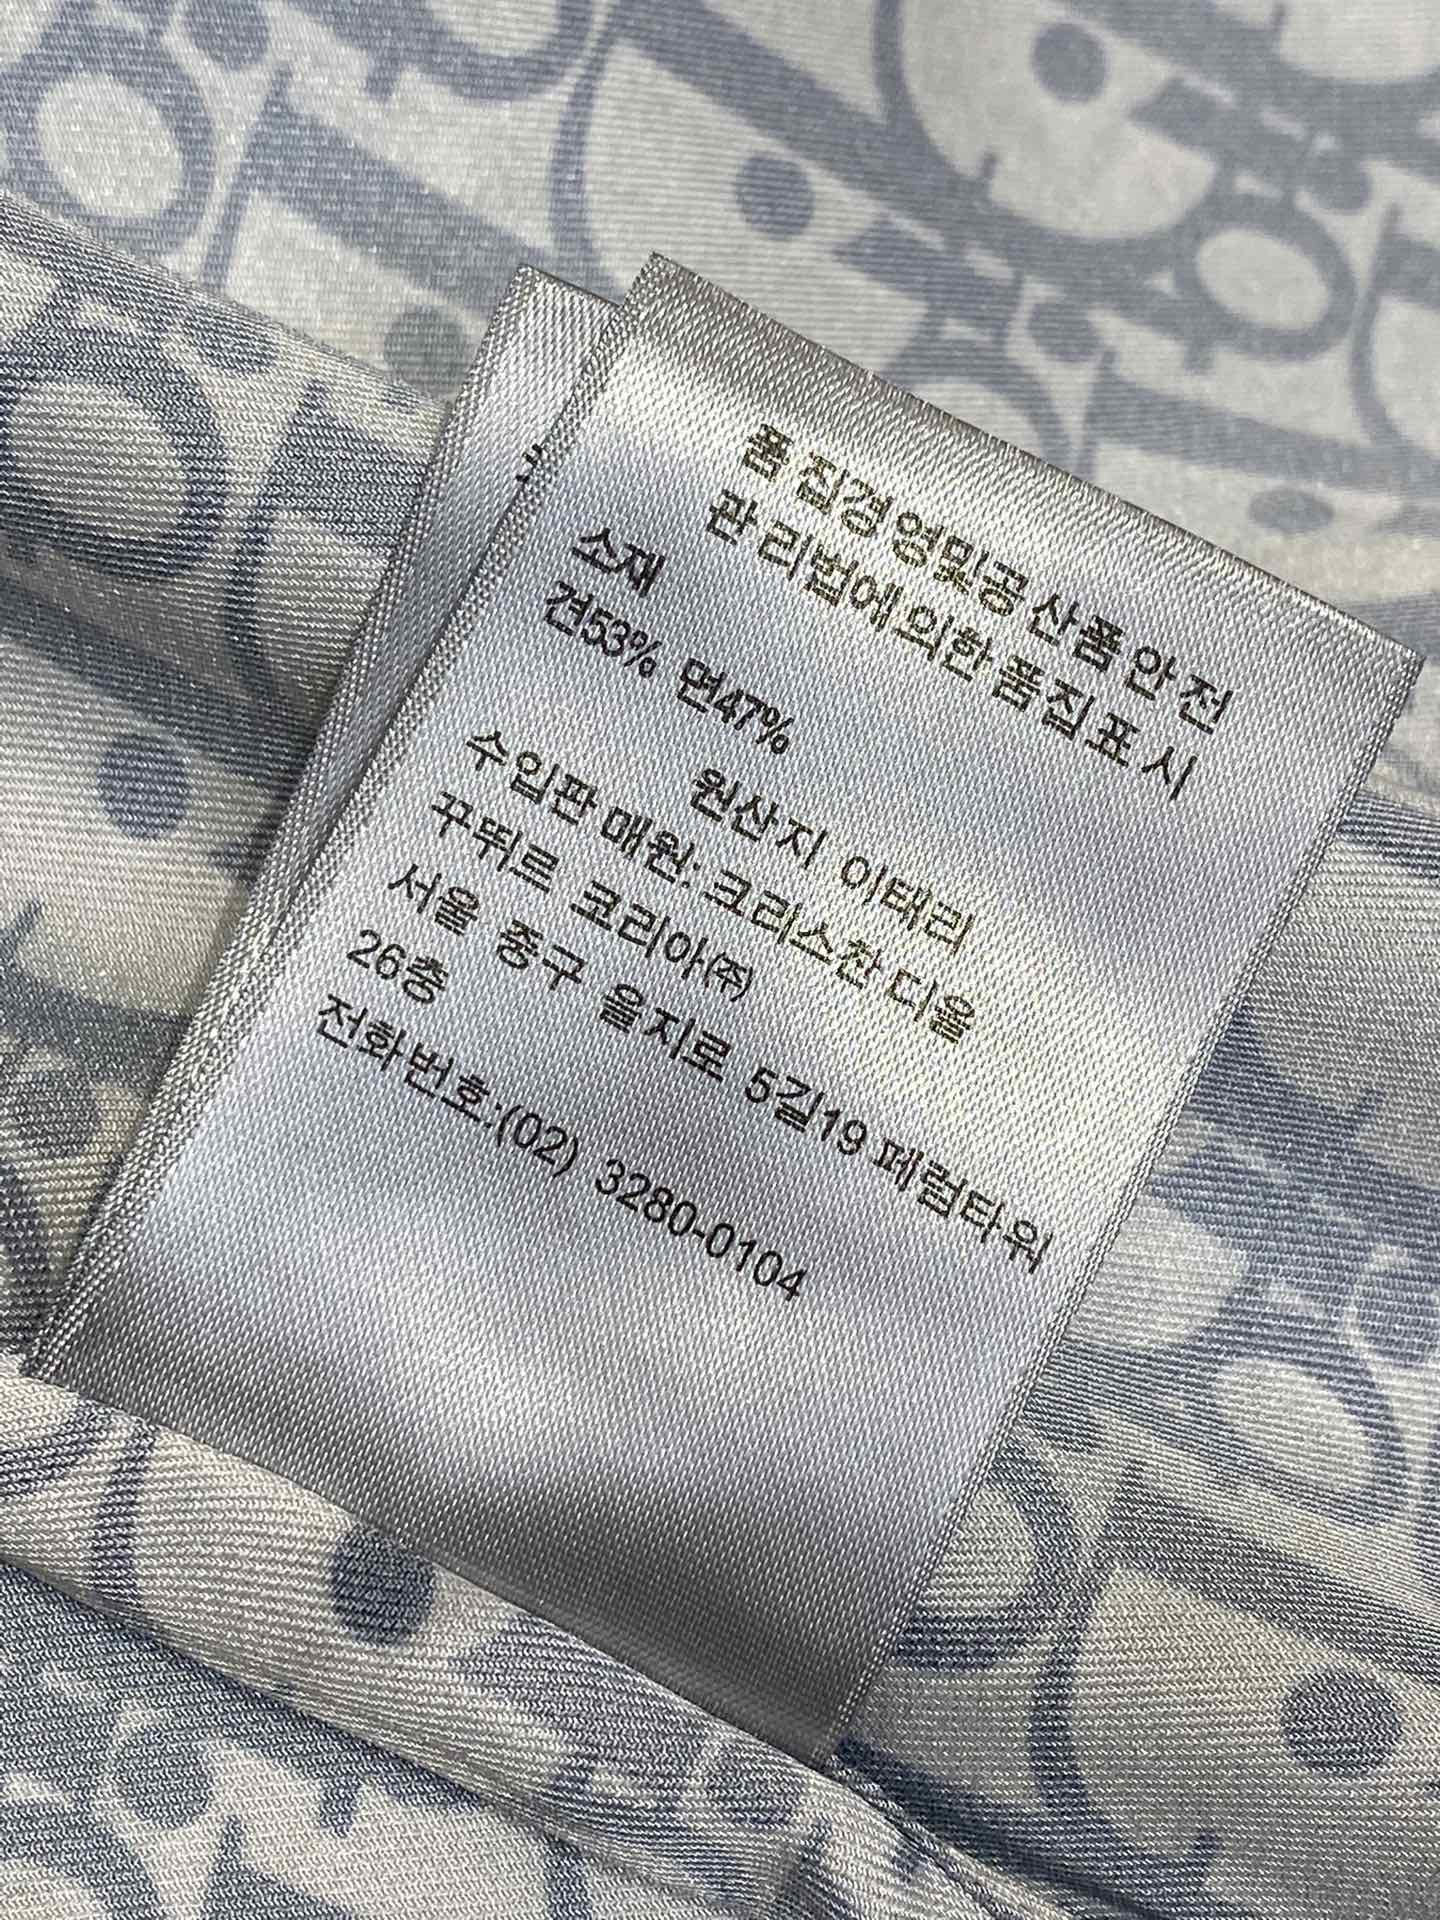 품 집경영및공산품안전
관리법에의한품집표시
소재
견53% 면47%
원산지 이태리
수입판매원: 크리스챤 디올
꾸뛰르 코리아㈜
서울 중구 을지로 5길19 페럼타워
26층
전화번호:(02) 3280-0104